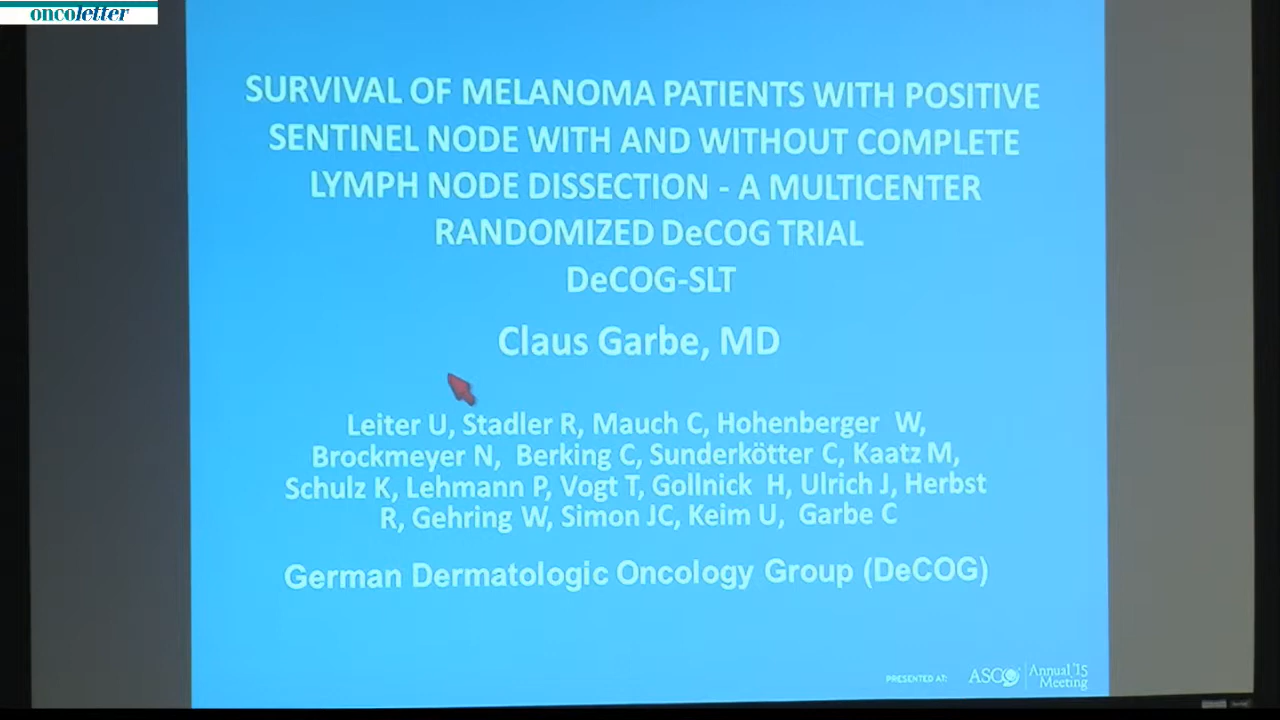 oncoletter
SURVIVAL OF MELANOMA PATIENTS WITH POSITIVE
SENTINEL NODE WITH AND WITHOUT COMPLETE
LYMPH NODE DISSECTION - A MULTICENTER
RANDOMIZED DeCOG TRIAL
DeCOG-SLT
Claus Garbe, MD
Leiter U, Stadler R, Mauch C, Hohenberger W,
Brockmeyer N, Berking C, Sunderkötter C, Kaatz M,
Schulz K, Lehmann P, Vogt T, Gollnick H, Ulrich J, Herbst
R, Gehring W, Simon JC, Keim U, Garbe C
German Dermatologic Oncology Group (DeCOG)
PRESENTED AT:
ASCO
Annual '15
Meeting